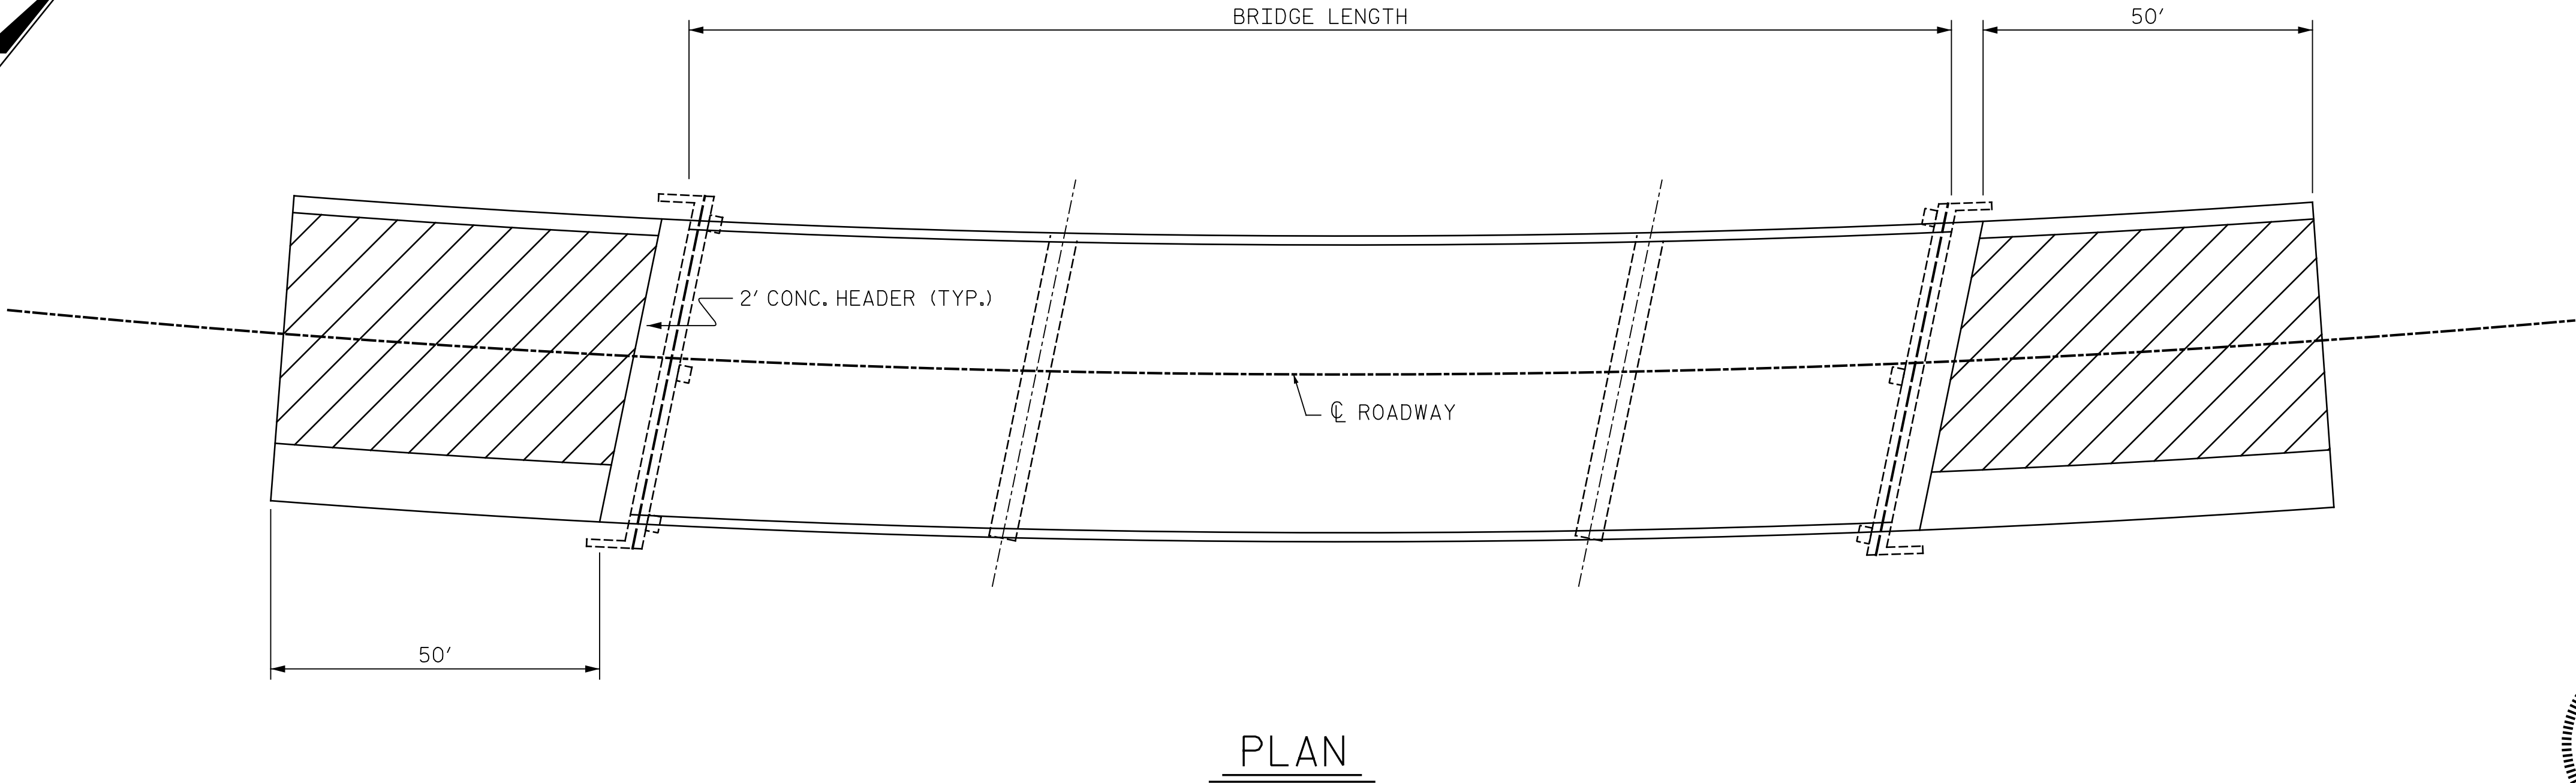 BRIDGE LENGTH
50'
2' CONC. HEADER (TYP.)
℄ ROADWAY
50'
PLAN